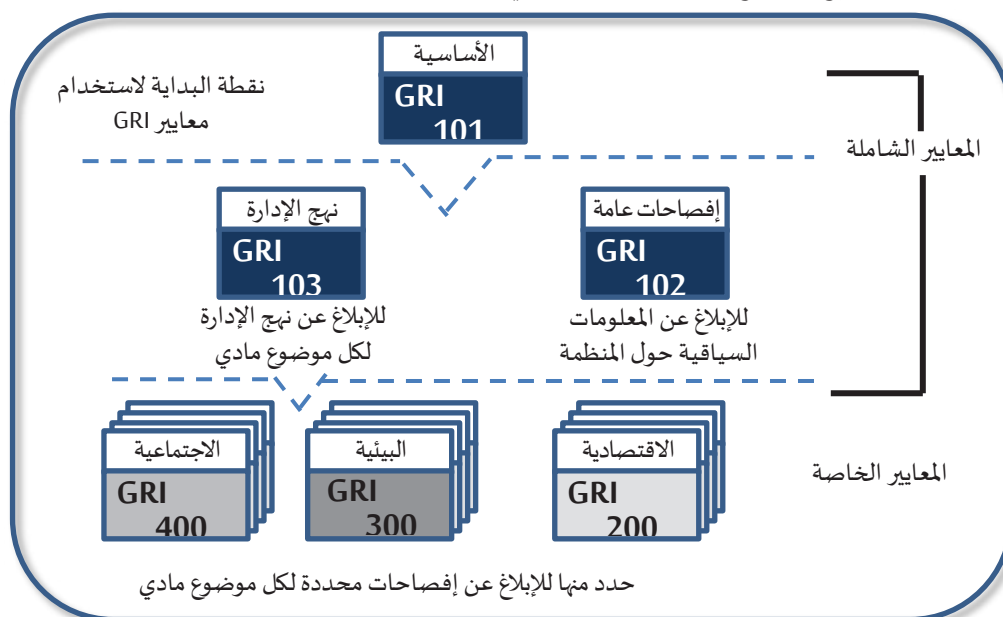 الأساسية
GRI
101
نقطة البداية لاستخدام
معايير GRI
المعايير الشاملة
إفصاحات عامة
GRI
102
للإبلاغ عن المعلومات
السياقية حول المنظمة
نهج الإدارة
GRI
103
للإبلاغ عن نهج الإدارة
لكل موضوع مادي
المعايير الخاصة
الاقتصادية
GRI
200
البيئية
GRI
300
الاجتماعية
GRI
400
حدد منها للإبلاغ عن إفصاحات محددة لكل موضوع مادي